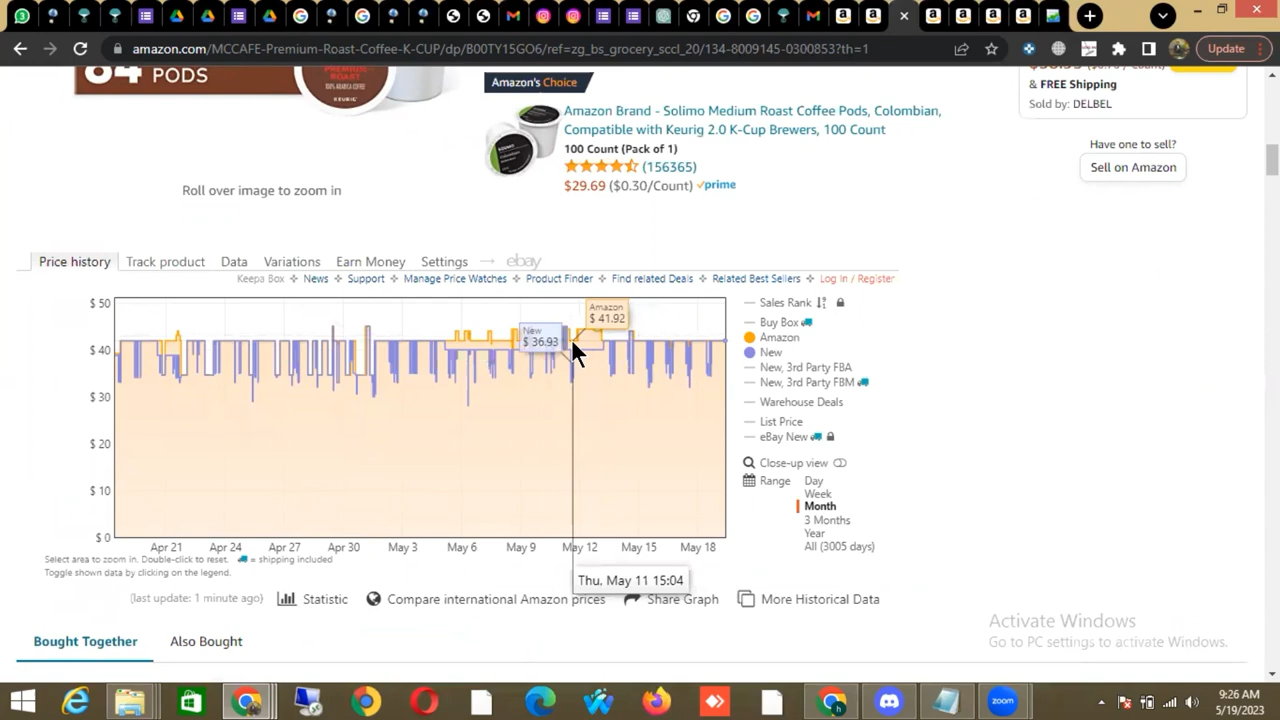 Update
amazon.com/MCCAFE-Premium-Roast-Coffee-K-CUP/dp/B00TY15GO6/ref=zg_bs_grocery_sccl_20/134-8009145-0300853?th=1
84 PODS
PREMIUM ROAST
100% ARABICA COFFEE
KEURIG
Roll over image to zoom in
Amazon's Choice
Amazon Brand - Solimo Medium Roast Coffee Pods, Colombian,
Compatible with Keurig 2.0 K-Cup Brewers, 100 Count
100 Count (Pack of 1)
(156365)
$29.69 ($0.30/Count) prime
& FREE Shipping
Sold by: DELBEL
Have one to sell?
Sell on Amazon
Price history
Track product
Data
Variations
Earn Money
Settings
ebay
Keepa Box
News
Support
Manage Price Watches
Product Finder
Find related Deals
Related Best Sellers
Log In / Register
$ 50
$ 40
$ 30
$ 20
$ 10
$ 0
New
$ 36.93
Amazon
$ 41.92
Apr 21
Apr 24
Apr 27
Apr 30
May 3
May 6
May 9
May 12
May 15
May 18
Thu, May 11 15:04
Sales Rank
Buy Box
Amazon
New
New, 3rd Party FBA
New, 3rd Party FBM
Warehouse Deals
List Price
eBay New
Close-up view
Range
Day
Week
Month
3 Months
Year
All (3005 days)
Select area to zoom in. Double-click to reset. = shipping included
Toggle shown data by clicking on the legend.
(last update: 1 minute ago)
Statistic
Compare international Amazon prices
Share Graph
More Historical Data
Bought Together
Also Bought
Activate Windows
Go to PC settings to activate Windows.
zoom
9:26 AM
5/19/2023